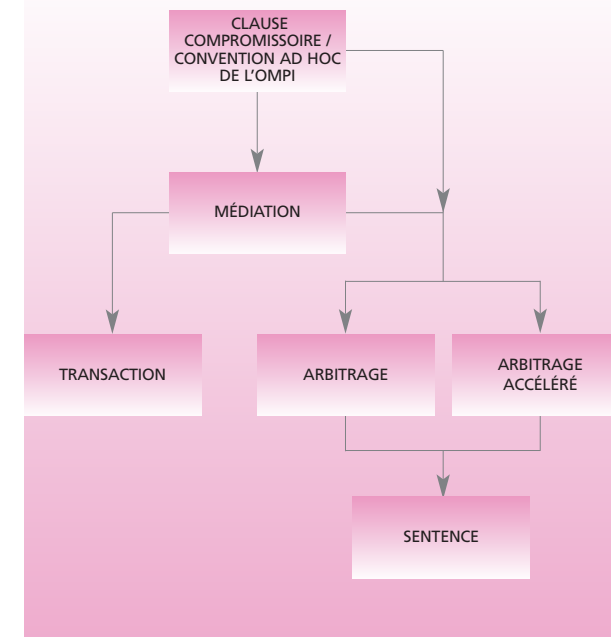 CLAUSE
COMPROMISSOIRE /
CONVENTION AD HOC
DE L’OMPI
MÉDIATION
TRANSACTION
ARBITRAGE
ARBITRAGE
ACCÉLÉRÉ
SENTENCE